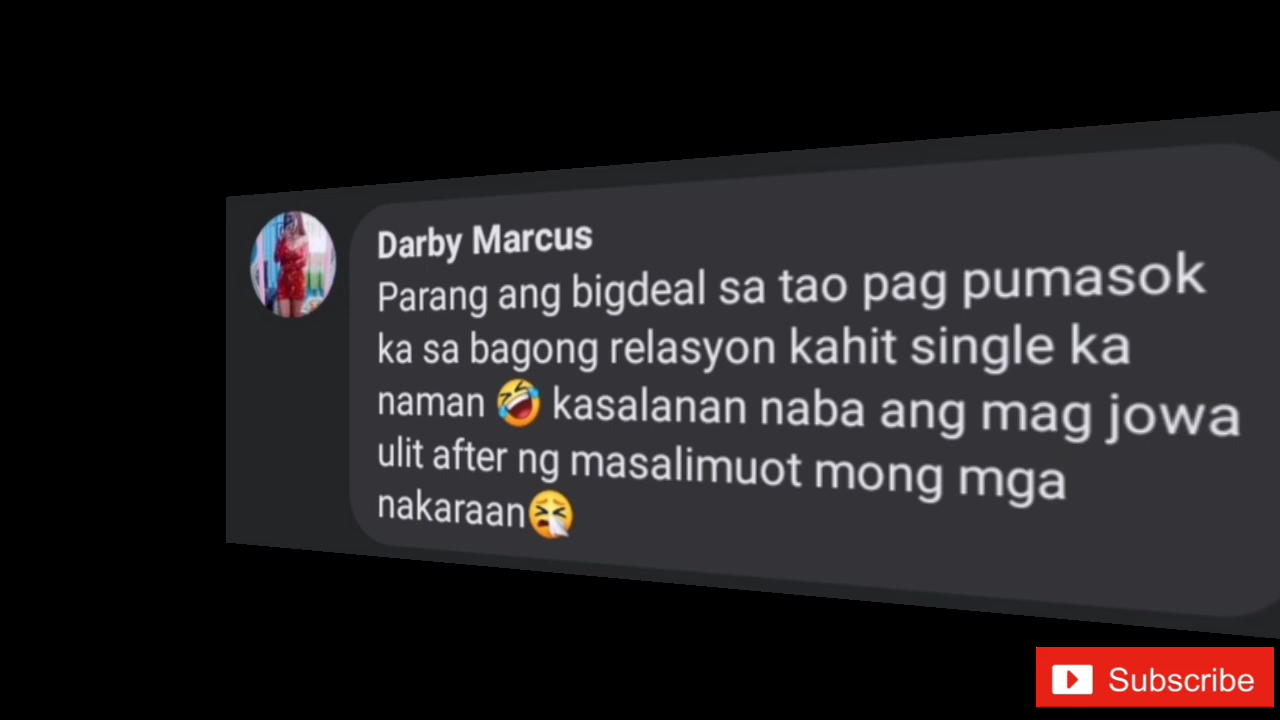 Darby Marcus
Parang ang bigdeal sa tao pag pumasok
ka sa bagong relasyon kahit single ka
naman 🤣 kasalanan naba ang mag jowa
ulit after ng masalimuot mong mga
nakaraan🤧
Subscribe